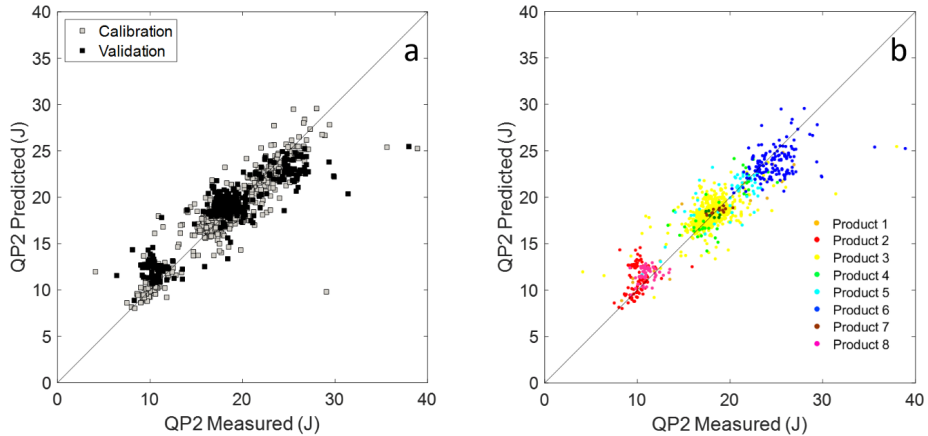 a
Calibration
Validation
QP2 Predicted (J)
40
35
30
25
20
15
10
5
0
0
10
20
30
40
QP2 Measured (J)
b
QP2 Predicted (J)
40
35
30
25
20
15
10
5
0
Product 1
Product 2
Product 3
Product 4
Product 5
Product 6
Product 7
Product 8
0
10
20
30
40
QP2 Measured (J)